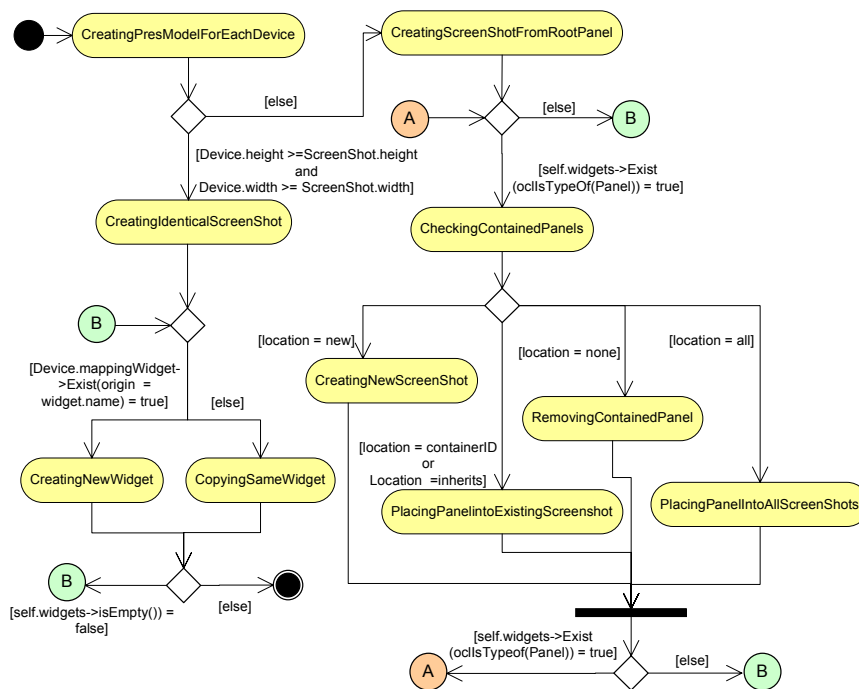 CreatingPresModelForEachDevice
CreatingScreenShotFromRootPanel
[else]
A
[else]
B
[Device.height >=ScreenShot.height
and
Device.width >= ScreenShot.width]
[self.widgets->Exist
(oclIsTypeOf(Panel)) = true]
CreatingIdenticalScreenShot
CheckingContainedPanels
B
[location = new]
[location = none]
[location = all]
[Device.mappingWidget-
>Exist(origin =
widget.name) = true]
[else]
CreatingNewScreenShot
RemovingContainedPanel
[location = containerID
or
Location =inherits]
CreatingNewWidget
CopyingSameWidget
PlacingPanelintoExistingScreenshot
PlacingPanelIntoAllScreenShots
B
[else]
[self.widgets->isEmpty()) =
false]
[self.widgets->Exist
(oclIsTypeof(Panel)) = true]
A
[else]
B